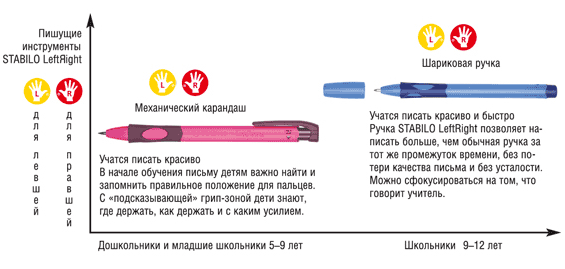 Пишущие
инструменты
STABILO LeftЯight
L R
для левшей
для правшей
L R
Механический карандаш
Учатся писать красиво
В начале обучения письму детям важно найти и
запомнить правильное положение для пальцев.
С «подсказывающей» грип-зоной дети знают,
где держать, как держать и с каким усилием.
L R
Шариковая ручка
Учатся писать красиво и быстро
Ручка STABILO LeftRight позволяет на-
писать больше, чем обычная ручка за
тот же промежуток времени, без по-
тери качества письма и без усталости.
Можно сфокусироваться на том, что
говорит учитель.
Дошкольники и младшие школьники 5–9 лет
Школьники 9–12 лет